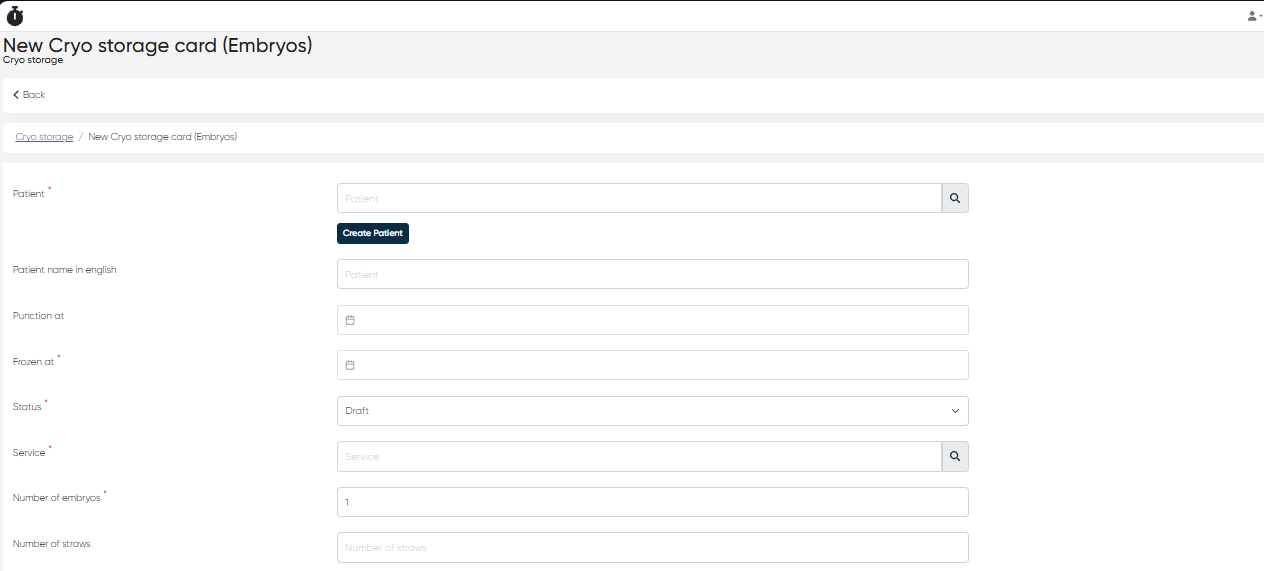 New Cryo storage card (Embryos)
Cryo storage
Back
Cryo storage / New Cryo storage card (Embryos)
Patient *
Patient
Create Patient
Patient name in english
Patient
Punction at
Frozen at *
Status *
Draft
Service *
Service
Number of embryos *
1
Number of straws
Number of straws